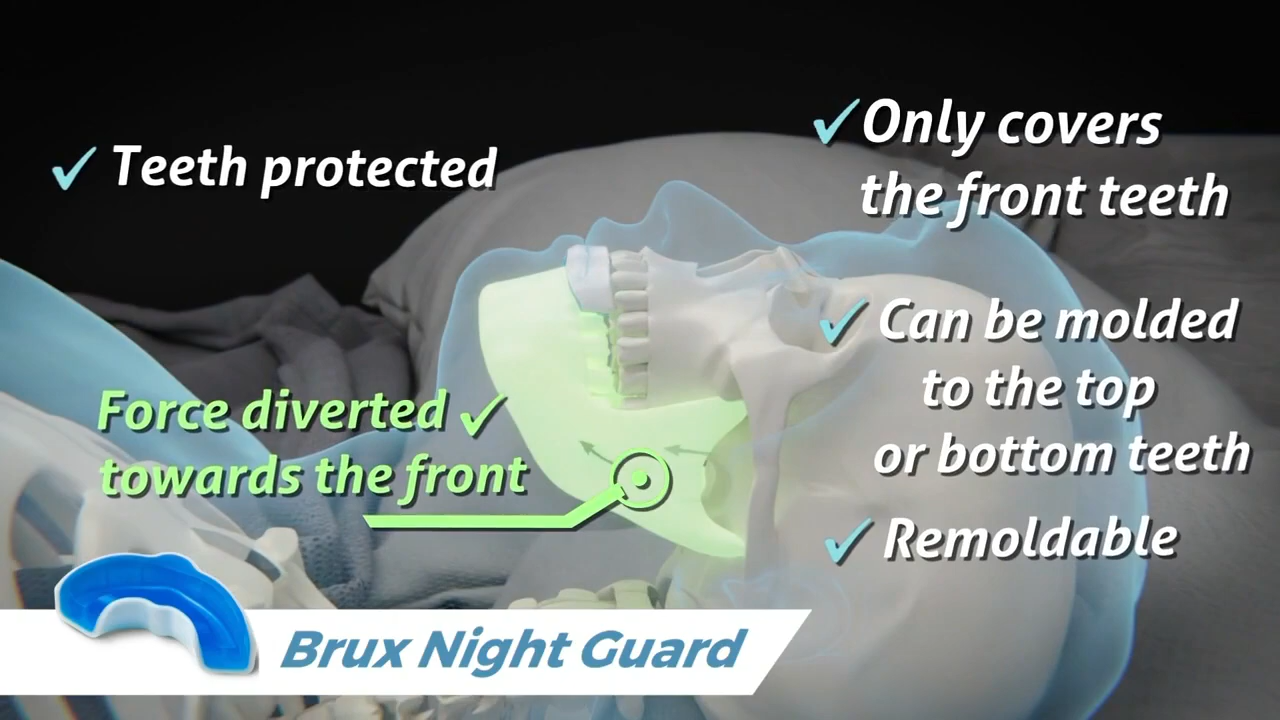 Teeth protected
Force diverted
towards the front
Only covers
the front teeth
Can be molded
to the top
or bottom teeth
Remoldable
Brux Night Guard